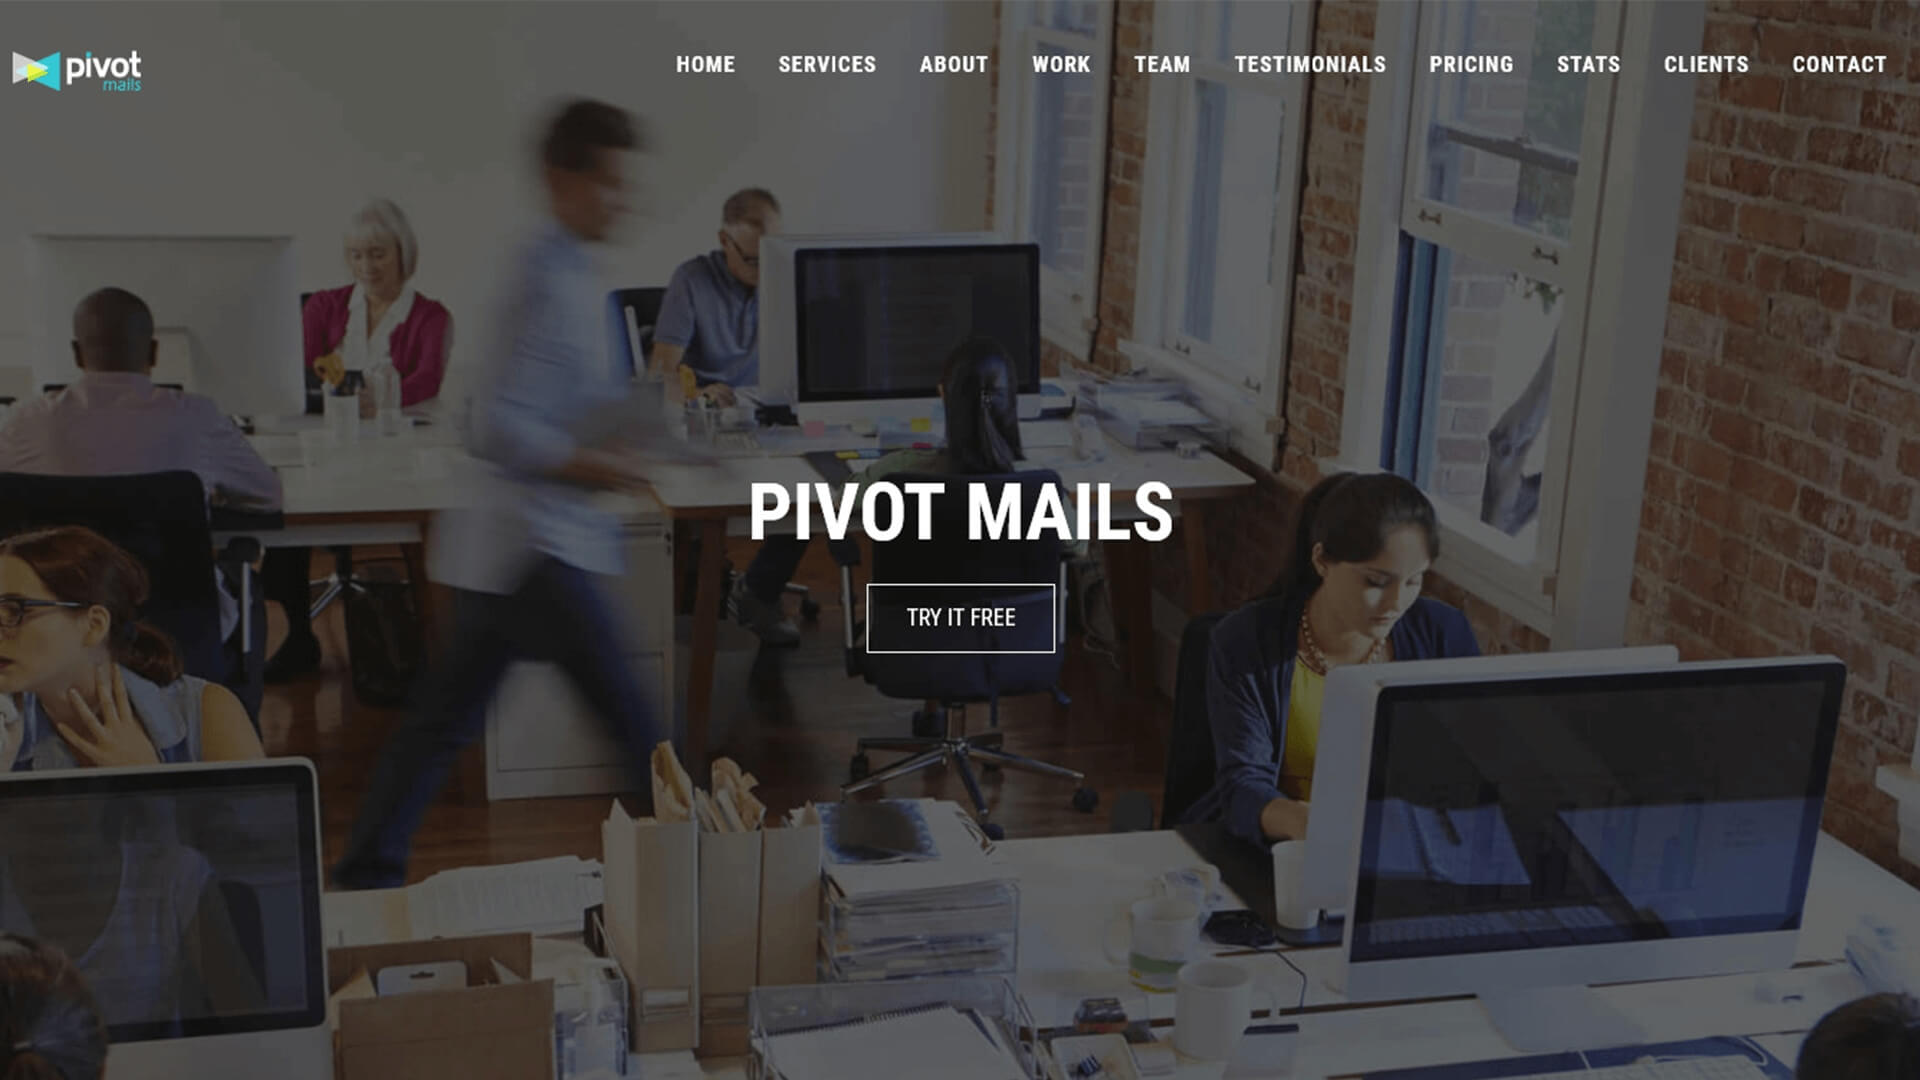 pivot
mails
HOME SERVICES ABOUT WORK TEAM TESTIMONIALS PRICING STATS CLIENTS CONTACT
PIVOT MAILS
TRY IT FREE